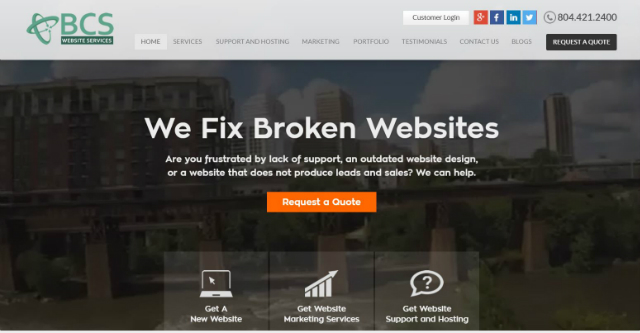 BCS
WEBSITE SERVICES
Customer Login
804.421.2400
HOME SERVICES SUPPORT AND HOSTING MARKETING PORTFOLIO TESTIMONIALS CONTACT US BLOGS REQUEST A QUOTE
We Fix Broken Websites
Are you frustrated by lack of support, an outdated website design,
or a website that does not produce leads and sales? We can help.
Request a Quote
Get A
New Website
Get Website
Marketing Services
Get Website
Support and Hosting